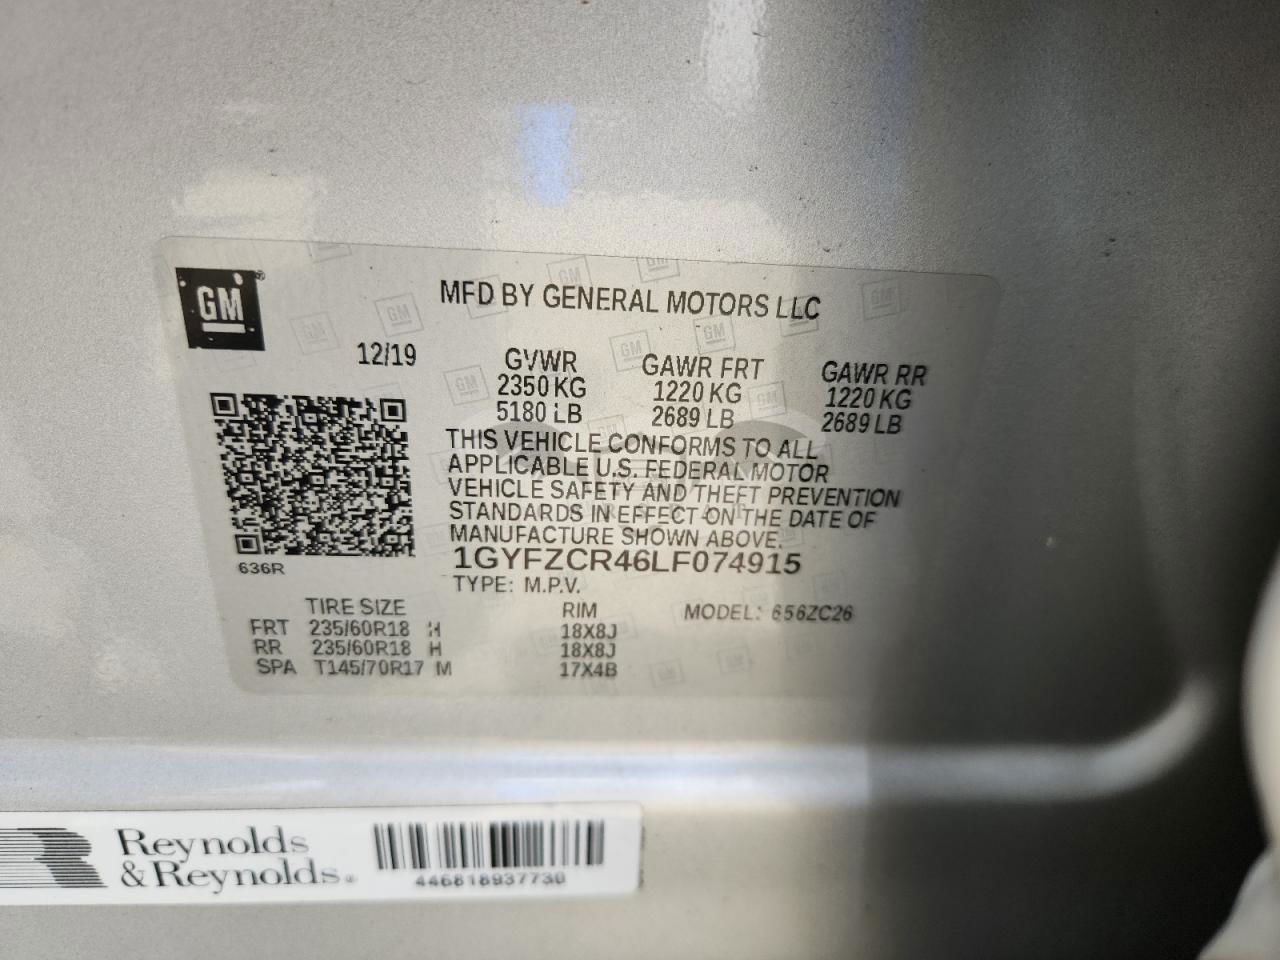 GM
MFD BY GENERAL MOTORS LLC
12/19
GVWR GAWR FRT GAWR RR
2350 KG 1220 KG 1220 KG
5180 LB 2689 LB 2689 LB
THIS VEHICLE CONFORMS TO ALL
APPLICABLE U.S. FEDERAL MOTOR
VEHICLE SAFETY AND THEFT PREVENTION
STANDARDS IN EFFECT ON THE DATE OF
MANUFACTURE SHOWN ABOVE.
1GYFZCR46LF074915
636R
TYPE: M.P.V.
TIRE SIZE RIM MODEL: 656ZC26
FRT 235/60R18 H 18X8J
RR 235/60R18 H 18X8J
SPA T145/70R17 M 17X4B
Reynolds
& Reynolds
446818937730